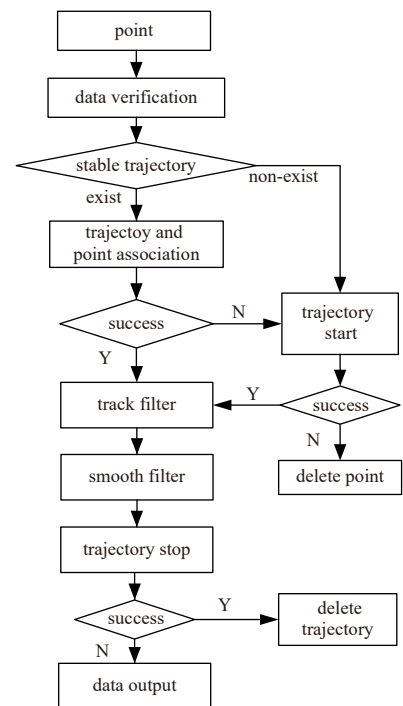 point
data verification
stable trajectory
non-exist
exist
trajectoy and
point association
success
N
trajectory
start
Y
track filter
Y
success
N
smooth filter
delete point
trajectory stop
success
Y
delete
trajectory
N
data output